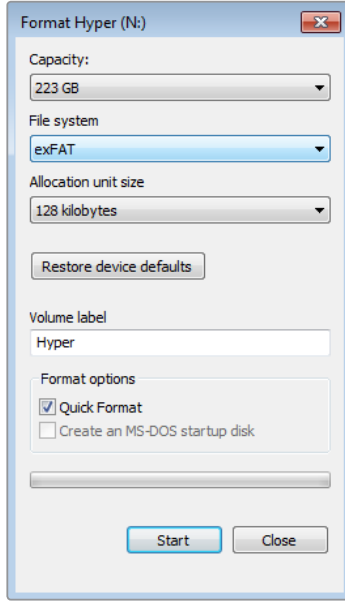 Format Hyper (N:)
Capacity:
223 GB
File system
exFAT
Allocation unit size
128 kilobytes
Restore device defaults
Volume label
Hyper
Format options
Quick Format
Create an MS-DOS startup disk
Start Close